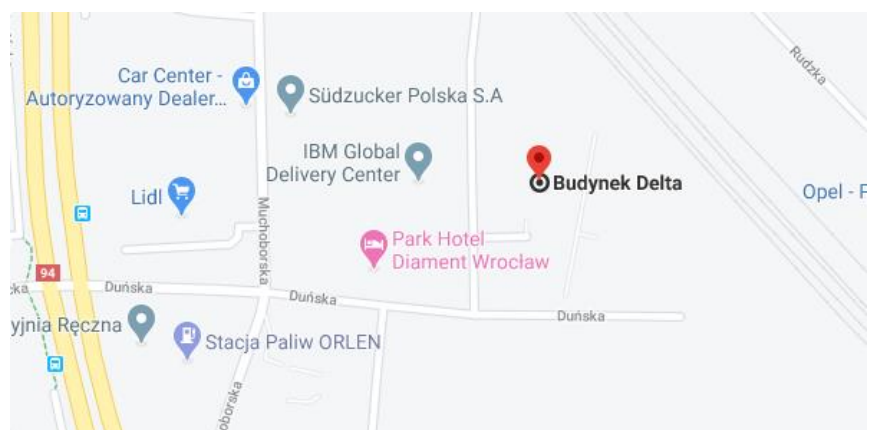 Car Center -
Autoryzowany Dealer...
Südzucker Polska S.A
Rudzka
IBM Global
Delivery Center
Budynek Delta
Lidl
Opel - F
Muchoborska
Park Hotel
Diament Wrocław
94
cka
Duńska
Duńska
Duńska
yjnia Ręczna
Stacja Paliw ORLEN
oborska